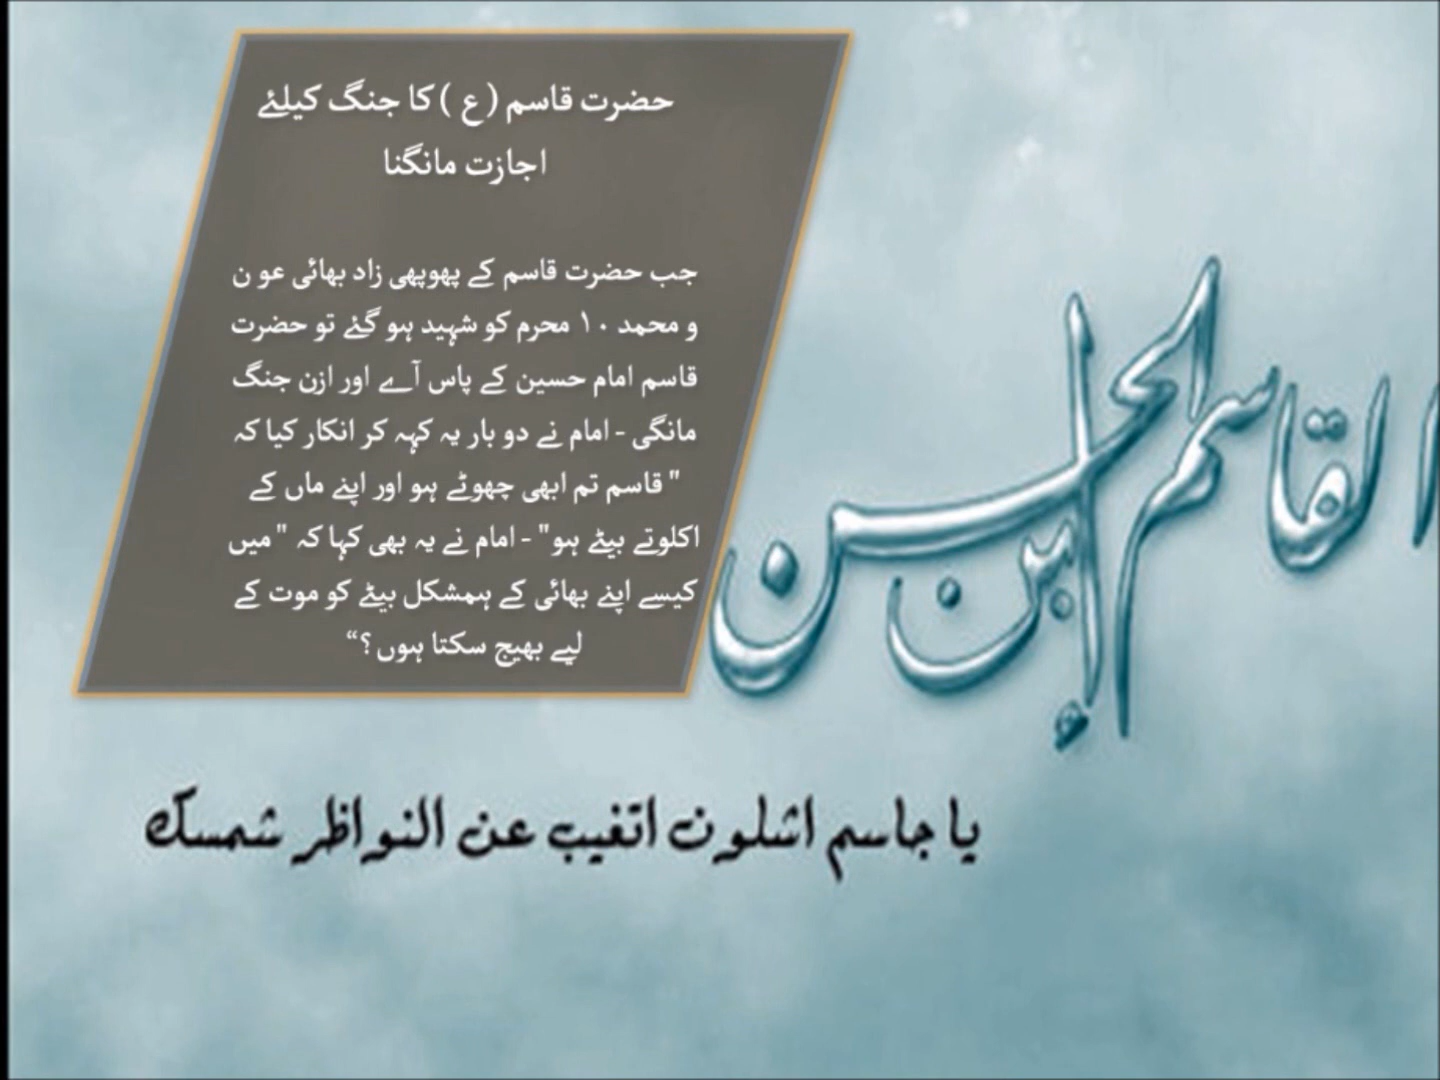 حضرت قاسم (ع) کا جنگ کیلئے
اجازت مانگنا
جب حضرت قاسم کے پھوپھی زاد بھائی عو ن
و محمد ١٠ محرم کو شہید ہو گئے تو حضرت
قاسم امام حسین کے پاس آے اور ازن جنگ
مانگی - امام نے دو بار یہ کہہ کر انکار کیا کہ
" قاسم تم ابھی چھوٹے ہو اور اپنے ماں کے
اکلوتے بیٹے ہو" - امام نے یہ بھی کہا کہ " میں
کیسے اپنے بھائی کے ہمشکل بیٹے کو موت کے
لیے بھیج سکتا ہوں ؟“
القاسم إبن الحسن
يا جاسم اشلون اتغيب عن النواظر شمسك